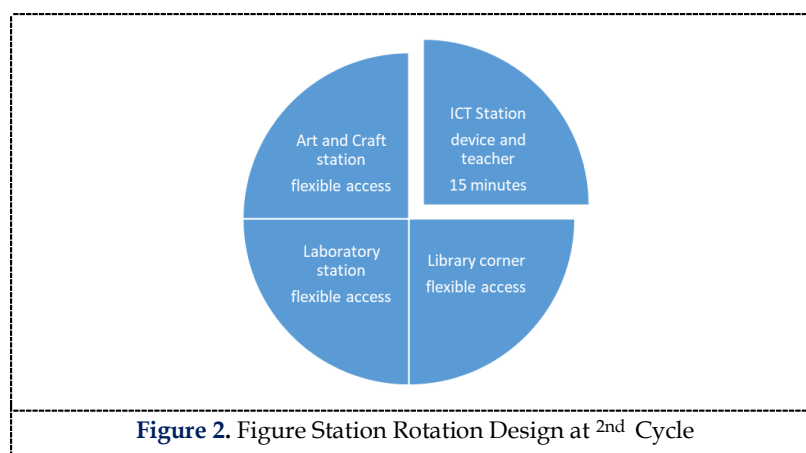 Art and Craft
station
flexible access
ICT Station
device and
teacher
15 minutes
Laboratory
station
flexible access
Library corner
flexible access
Figure 2. Figure Station Rotation Design at 2nd Cycle